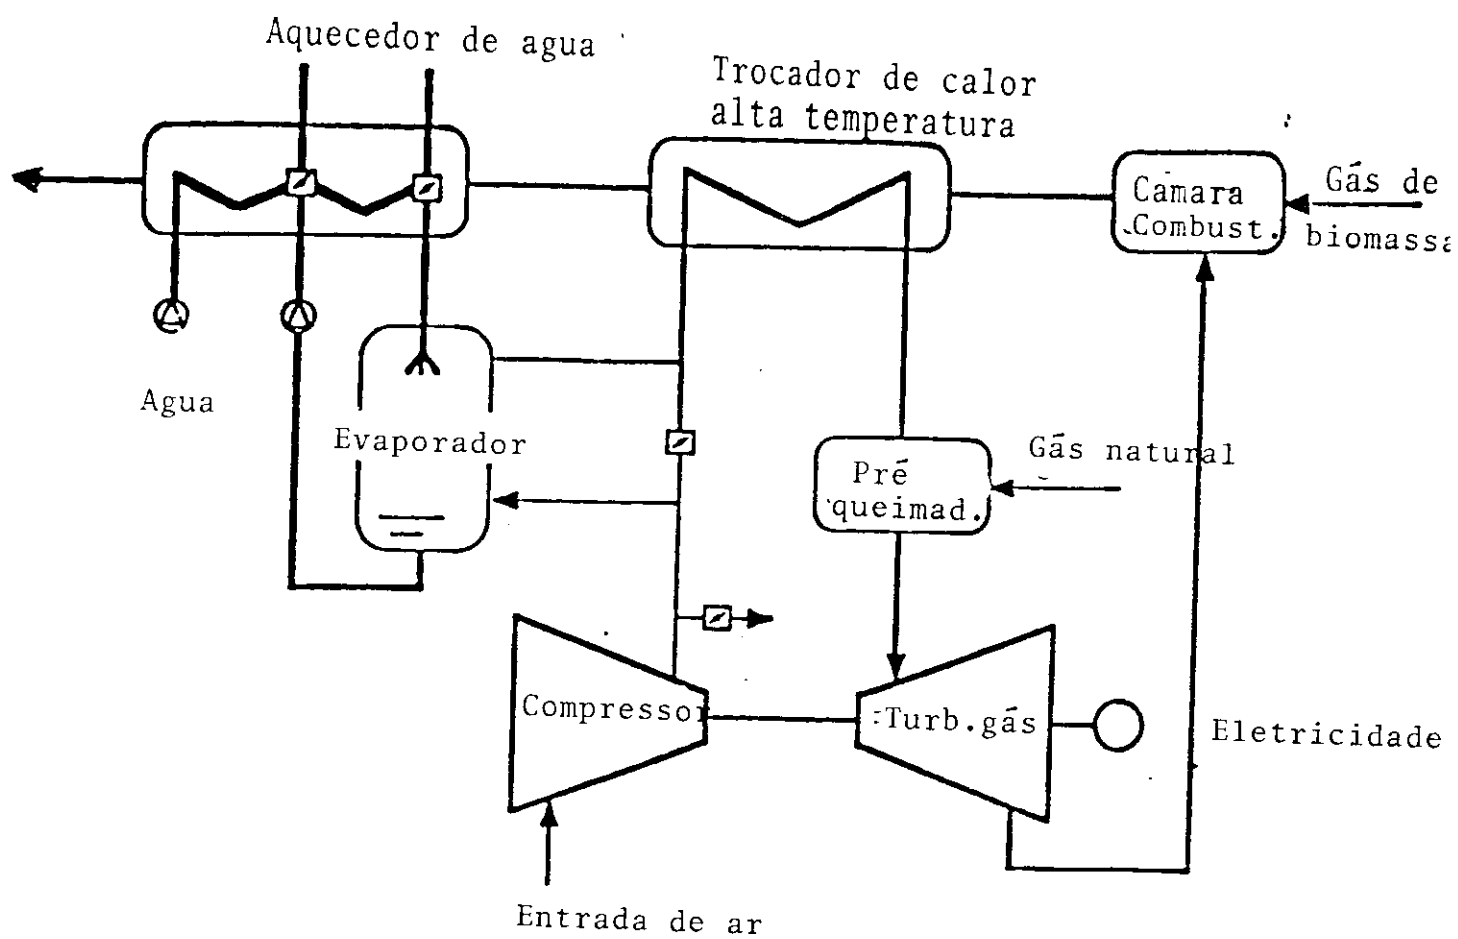 Aquecedor de agua
Trocador de calor
alta temperatura
Câmara
Combust.
Gás de
biomassa
Agua
Evaporador
Gás natural
Pré
queimad.
Compressor
Turb.gás
Eletricidade
Entrada de ar